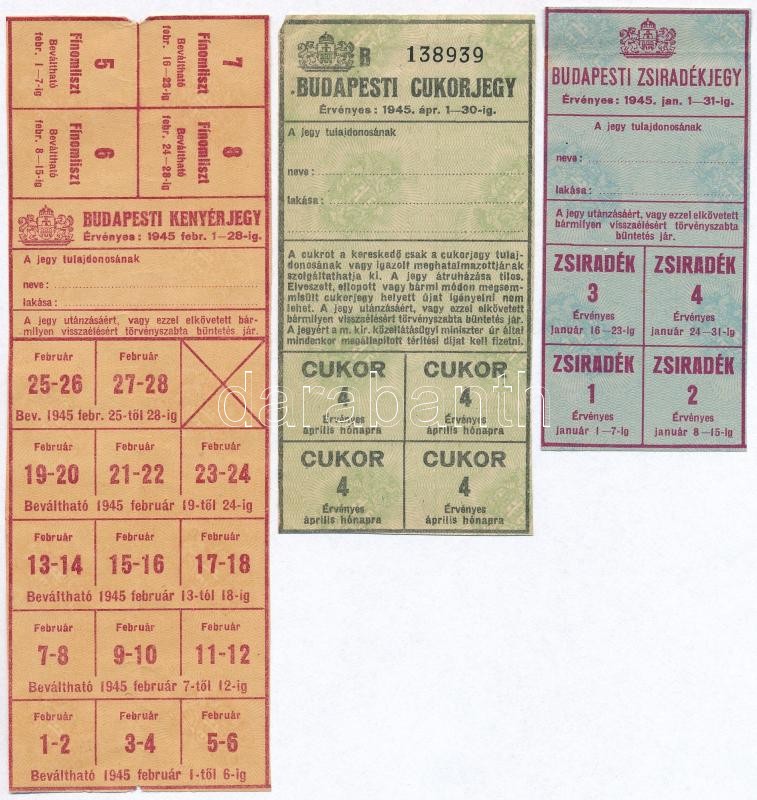 5
Fínomliszt
Beváltható
febr. 1—7-ig
7
Fínomliszt
Beváltható
febr. 16—23-ig
6
Fínomliszt
Beváltható
febr. 8—15-ig
8
Fínomliszt
Beváltható
febr. 24—28-ig
BUDAPESTI KENYÉRJEGY
Érvényes: 1945 febr. 1—28-ig.
A jegy tulajdonosának
neve:
lakása:
A jegy utánzásáért, vagy ezzel elkövetett bár-
milyen visszaélésért törvényszabta büntetés jár.
Február
25-26
Február
27-28
Bev. 1945 febr. 25-től 28-ig
Február
19-20
Február
21-22
Február
23-24
Beváltható 1945 február 19-től 24-ig
Február
13-14
Február
15-16
Február
17-18
Beváltható 1945 február 13-tól 18-ig
Február
7-8
Február
9-10
Február
11-12
Beváltható 1945 február 7-től 12-ig
Február
1-2
Február
3-4
Február
5-6
Beváltható 1945 február 1-től 6-ig
B 138939
BUDAPESTI CUKORJEGY
Érvényes: 1945. ápr. 1—30-ig.
A jegy tulajdonosának
neve:
lakása:
A cukrot a kereskedő csak a cukorjegy tulaj-
donosának vagy igazolt meghatalmazottjának
szolgáltathatja ki. A jegy átruházása tilos.
Elveszett, ellopott vagy bármi módon megsem-
misült cukorjegy helyett újat igényelni nem
lehet. A jegy utánzásáért, vagy ezzel elkövetett
bármilyen visszaélésért törvényszabta büntetés jár.
A jegyért a m. kir. közellátásügyi miniszter úr által
mindenkor megállapított térítési díjat kell fizetni.
CUKOR
4
Érvényes
április hónapra
CUKOR
4
Érvényes
április hónapra
CUKOR
4
Érvényes
április hónapra
CUKOR
4
Érvényes
április hónapra
BUDAPESTI ZSIRADÉKJEGY
Érvényes: 1945. jan. 1—31-ig.
A jegy tulajdonosának
neve:
lakása:
A jegy utánzásáért, vagy ezzel elkövetett
bármilyen visszaélésért törvényszabta
büntetés jár.
ZSIRADÉK
3
Érvényes
január 16—23-ig
ZSIRADÉK
4
Érvényes
január 24—31-ig
ZSIRADÉK
1
Érvényes
január 1—7-ig
ZSIRADÉK
2
Érvényes
január 8—15-ig
darabanth